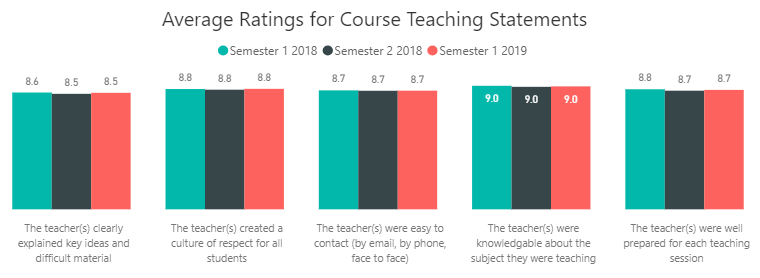 Average Ratings for Course Teaching Statements
Semester 1 2018 Semester 2 2018 Semester 1 2019
8.6 8.5 8.5 8.8 8.8 8.8 8.7 8.7 8.7 9.0 9.0 9.0 8.8 8.7 8.7
The teacher(s) clearly
explained key ideas and
difficult material
The teacher(s) created a
culture of respect for all
students
The teacher(s) were easy to
contact (by email, by phone,
face to face)
The teacher(s) were
knowledgable about the
subject they were teaching
The teacher(s) were well
prepared for each teaching
session